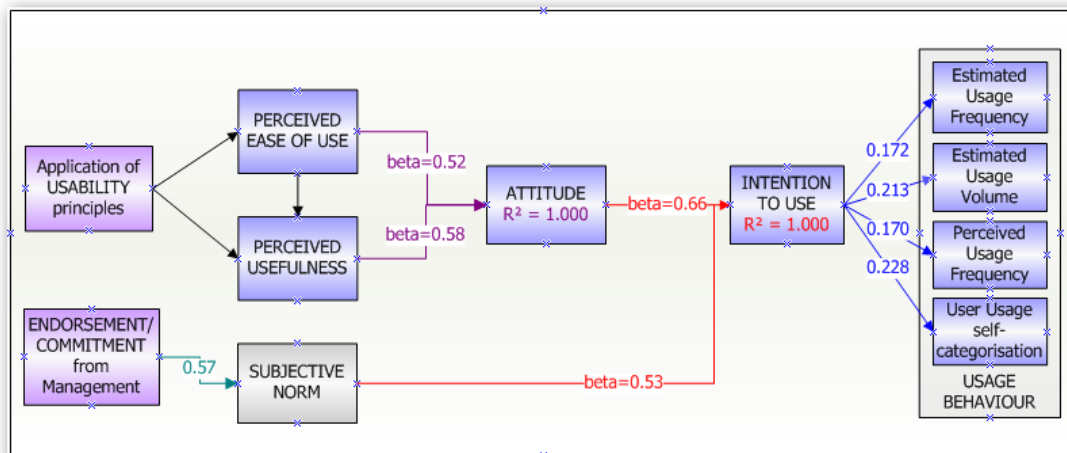 Application of
USABILITY
principles
PERCEIVED
EASE OF USE
PERCEIVED
USEFULNESS
beta=0.52
beta=0.58
ATTITUDE
R² = 1.000
beta=0.66
INTENTION
TO USE
R² = 1.000
0.172
0.213
0.170
0.228
Estimated
Usage
Frequency
Estimated
Usage
Volume
Perceived
Usage
Frequency
User Usage
self-
categorisation
USAGE
BEHAVIOUR
ENDORSEMENT/
COMMITMENT
from
Management
0.57
SUBJECTIVE
NORM
beta=0.53